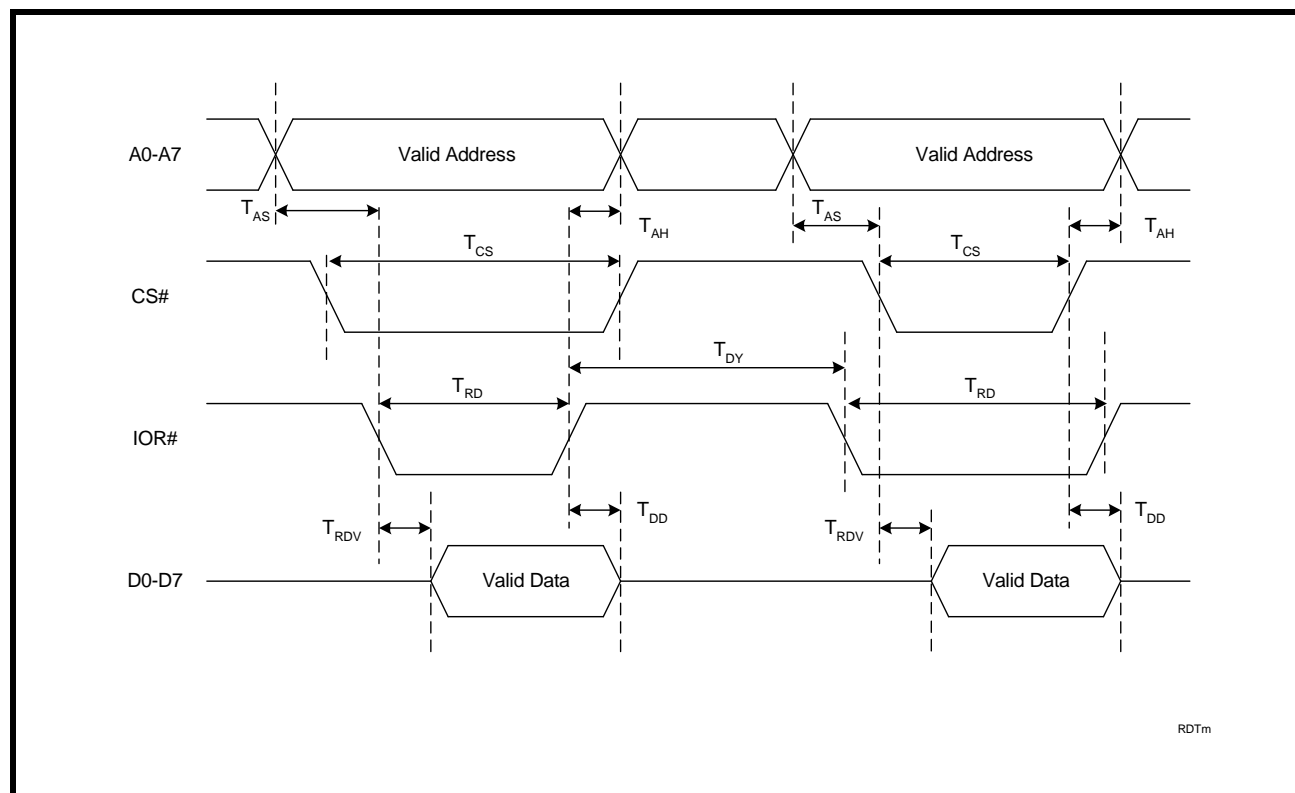 A0-A7
Valid Address
Valid Address
TAS
TAH
TAS
TAH
TCS
TCS
CS#
TDY
TRD
TRD
IOR#
TRDV
TDD
TRDV
TDD
D0-D7
Valid Data
Valid Data
RDTm